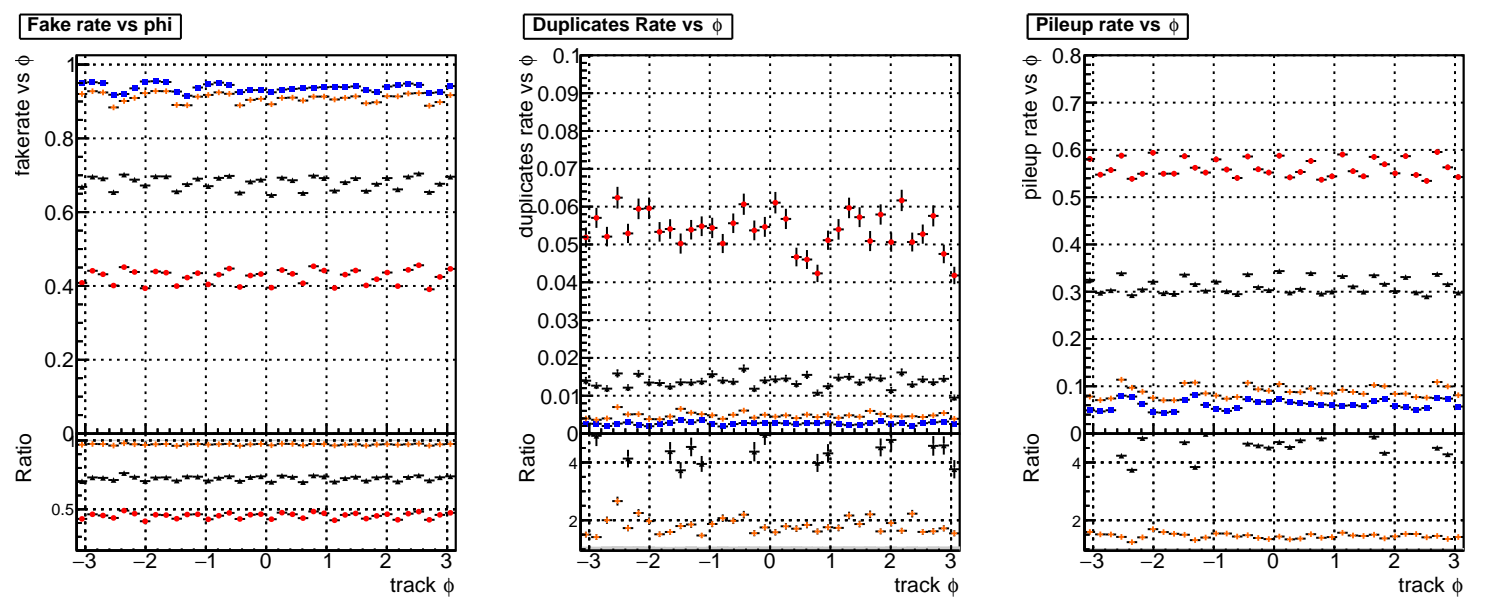 Fake rate vs phi
fakerate vs ϕ
1
0.8
0.6
0.4
0.2
0
Ratio
0.5
−3 −2 −1 0 1 2 3
track ϕ
Duplicates Rate vs ϕ
duplicates rate vs ϕ
0.1
0.09
0.08
0.07
0.06
0.05
0.04
0.03
0.02
0.01
0
Ratio
4
2
−3 −2 −1 0 1 2 3
track ϕ
Pileup rate vs ϕ
pileup rate vs ϕ
0.8
0.7
0.6
0.5
0.4
0.3
0.2
0.1
0
Ratio
4
2
−3 −2 −1 0 1 2 3
track ϕ